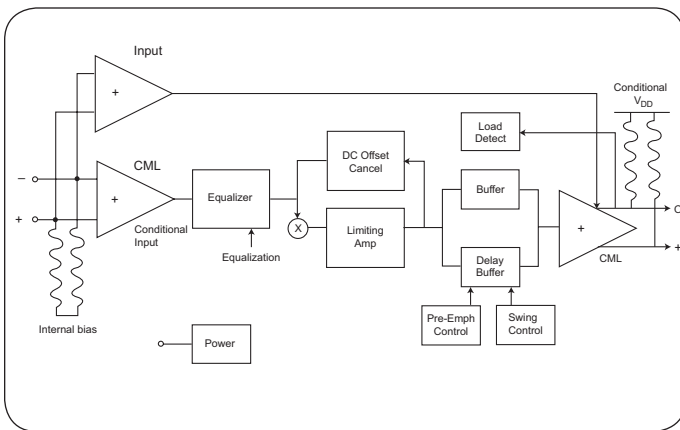 Input
Conditional
V_DD
+
Load
Detect
− CML
DC Offset
Cancel
Equalizer
Buffer
+
O
+
Conditional
Input
X
Limiting
Amp
+
Equalization
Delay
Buffer
CML
+
Internal bias
Pre-Emph
Control
Swing
Control
Power